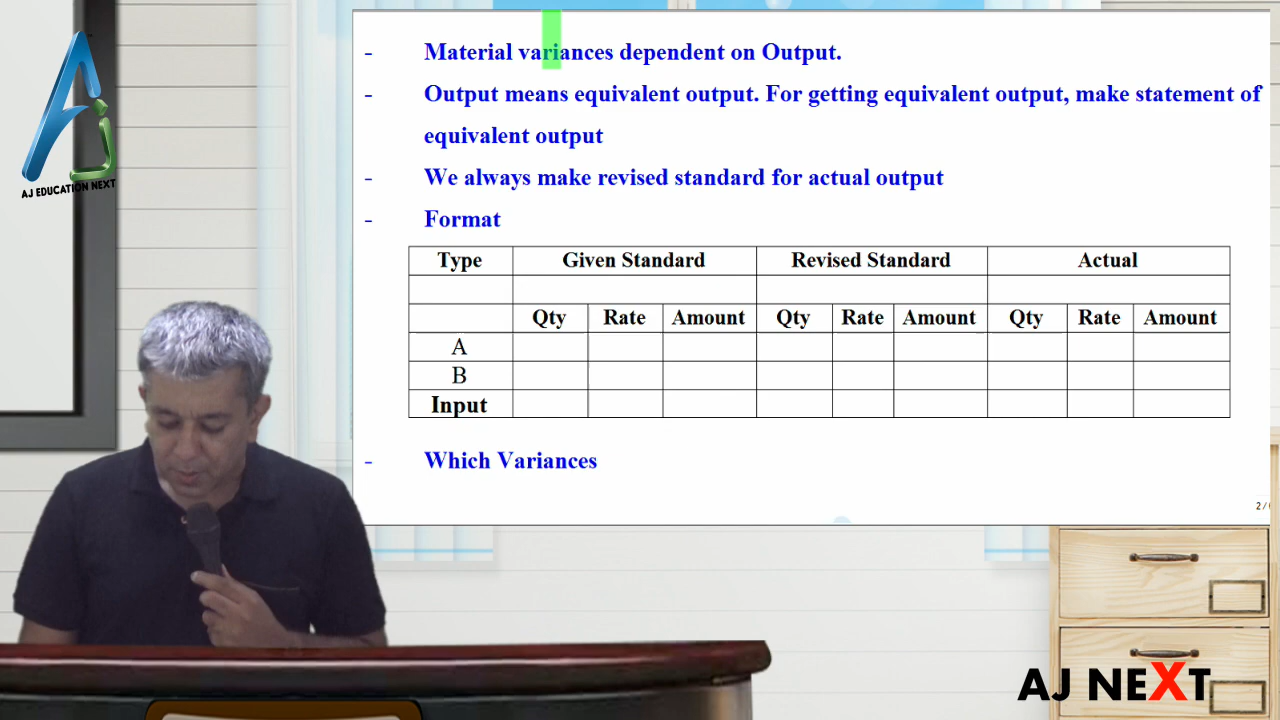 - Material variances dependent on Output.
- Output means equivalent output. For getting equivalent output, make statement of
equivalent output
- We always make revised standard for actual output
- Format
Type Given Standard Revised Standard Actual
Qty Rate Amount Qty Rate Amount Qty Rate Amount
A
B
Input
- Which Variances
2/
AJ EDUCATION NEXT
AJ NEXT